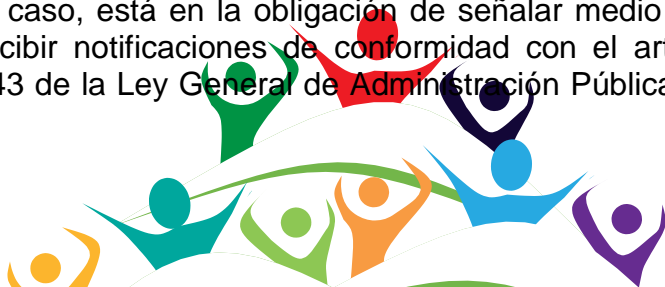 caso, está en la obligación de señalar medio
cibir notificaciones de conformidad con el art
43 de la Ley General de Administración Pública